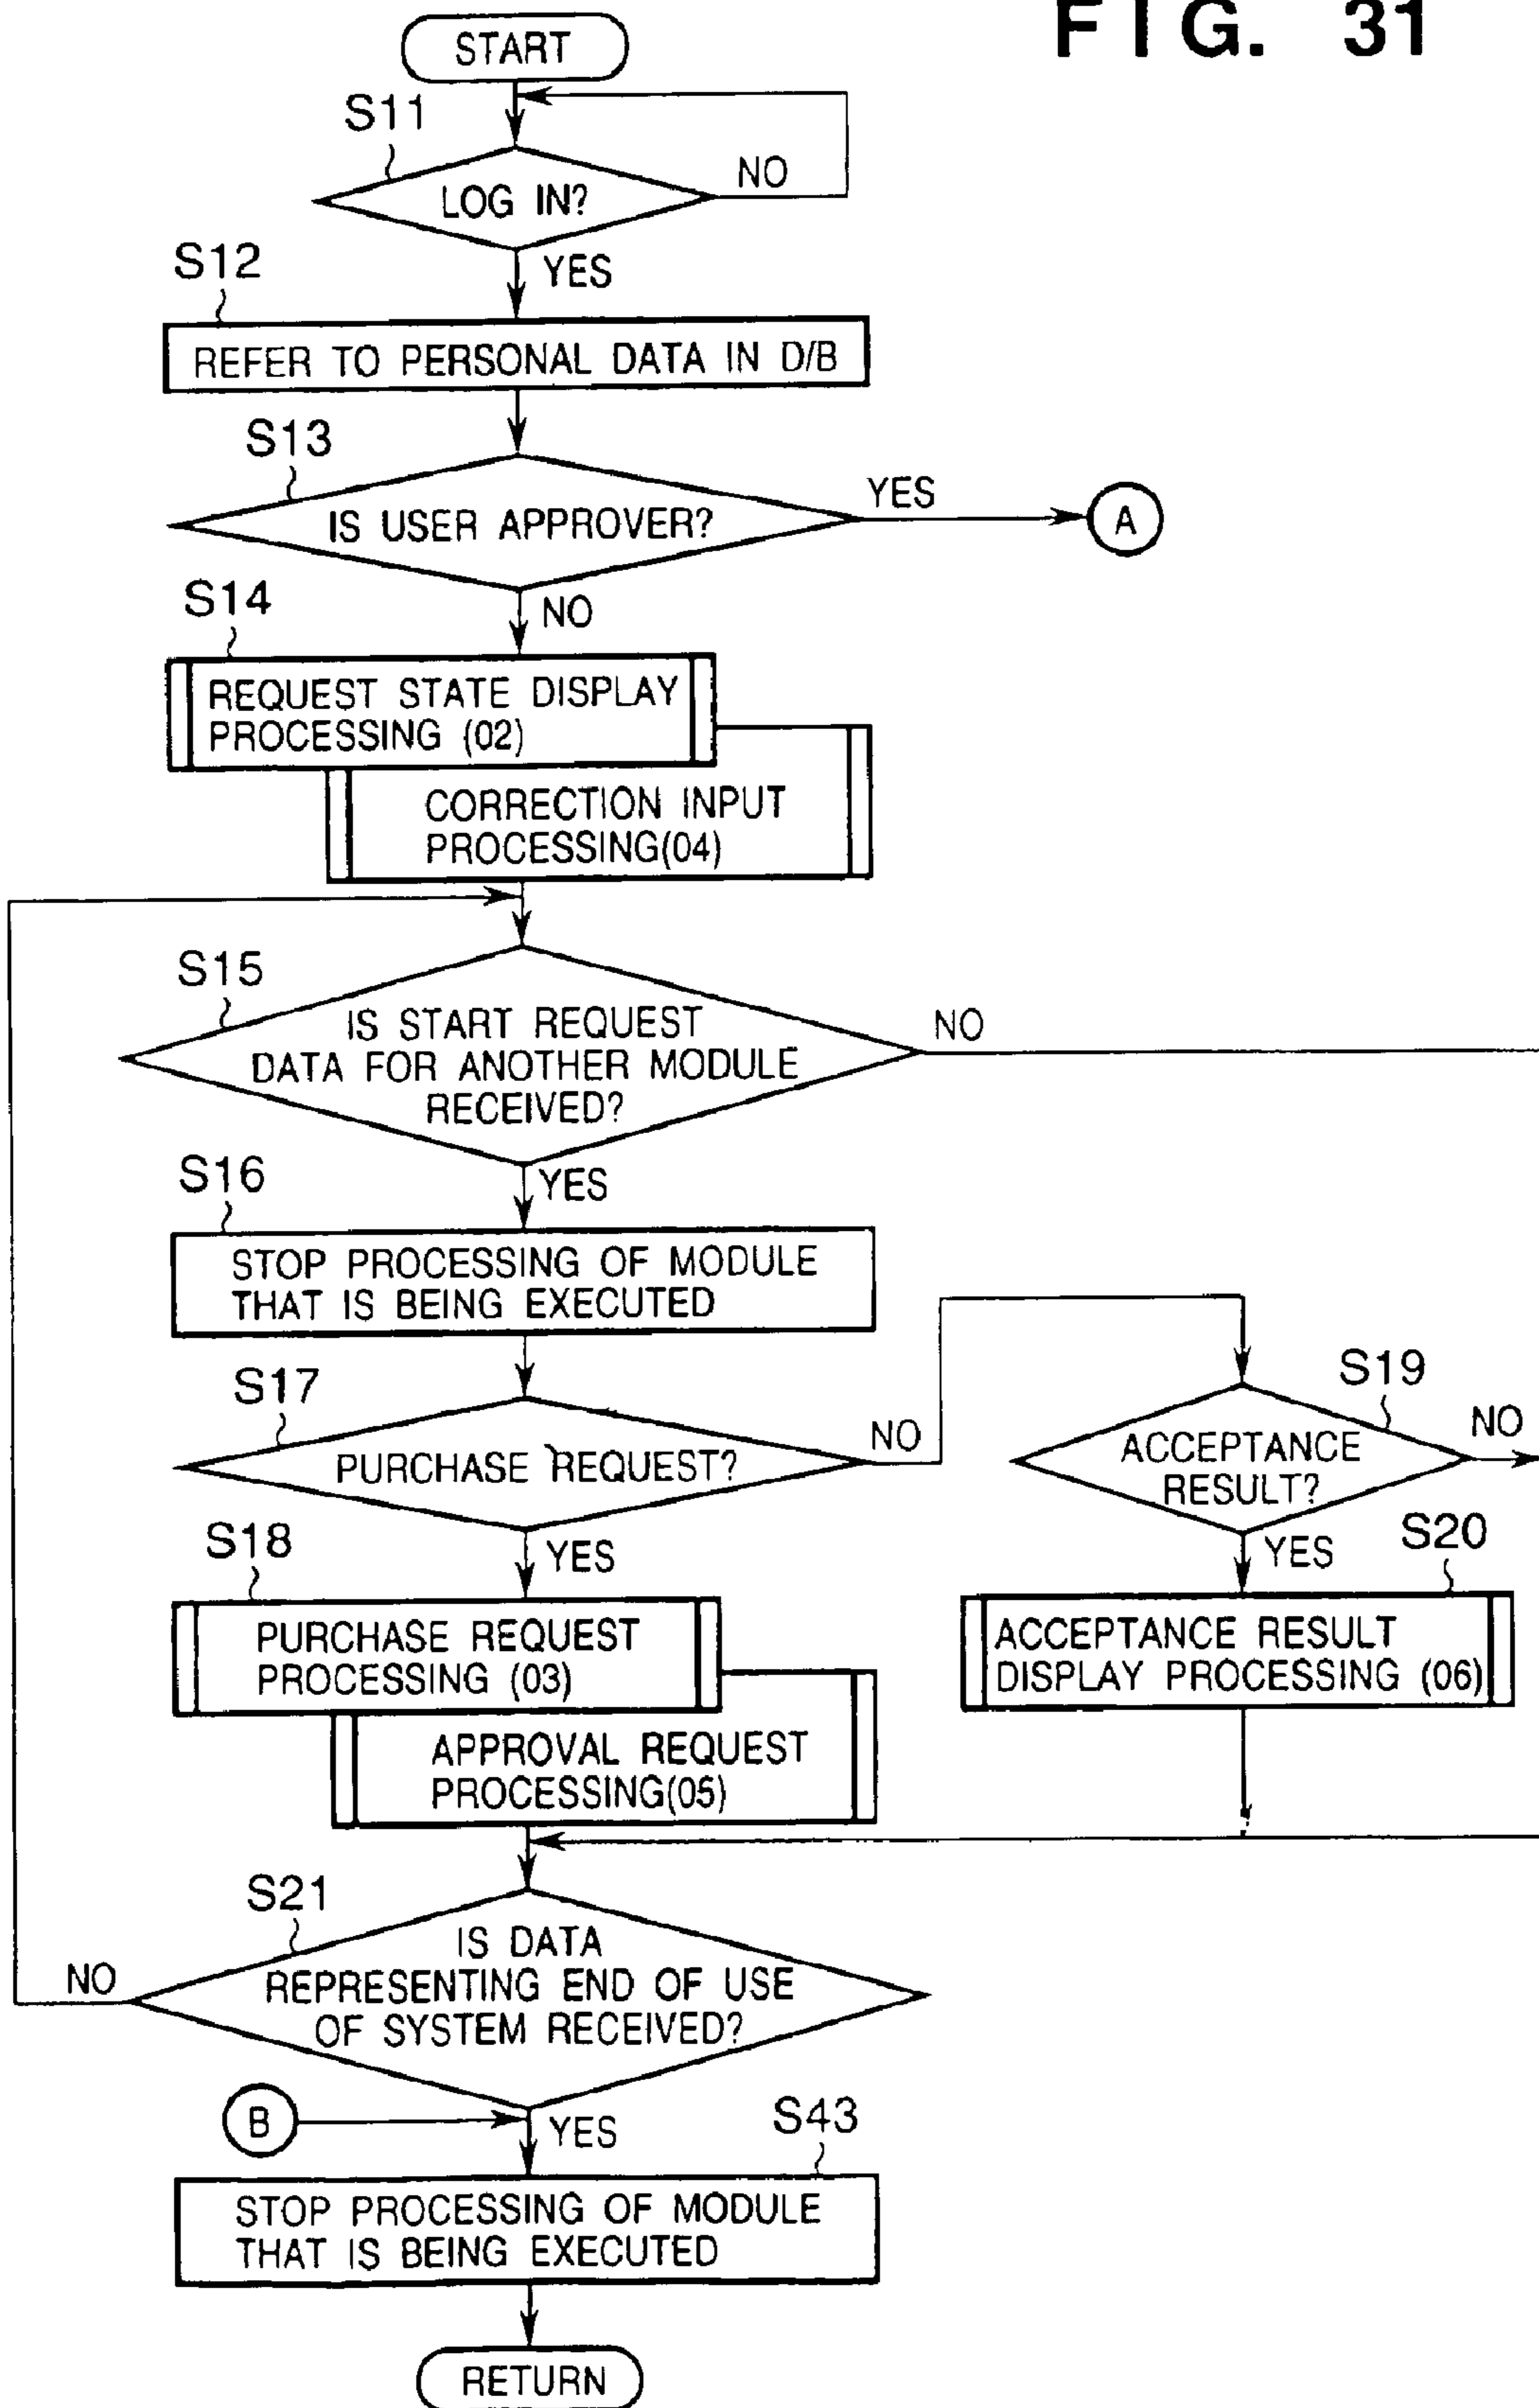 FIG. 31
START
S11
LOG IN?
NO
YES
S12
REFER TO PERSONAL DATA IN D/B
S13
IS USER APPROVER?
YES
A
NO
S14
REQUEST STATE DISPLAY
PROCESSING (02)
CORRECTION INPUT
PROCESSING(04)
S15
IS START REQUEST
DATA FOR ANOTHER MODULE
RECEIVED?
NO
YES
S16
STOP PROCESSING OF MODULE
THAT IS BEING EXECUTED
S17
PURCHASE REQUEST?
NO
YES
S19
ACCEPTANCE
RESULT?
NO
YES
S18
PURCHASE REQUEST
PROCESSING (03)
APPROVAL REQUEST
PROCESSING(05)
S20
ACCEPTANCE RESULT
DISPLAY PROCESSING (06)
S21
IS DATA
REPRESENTING END OF USE
OF SYSTEM RECEIVED?
NO
YES
B
S43
STOP PROCESSING OF MODULE
THAT IS BEING EXECUTED
RETURN